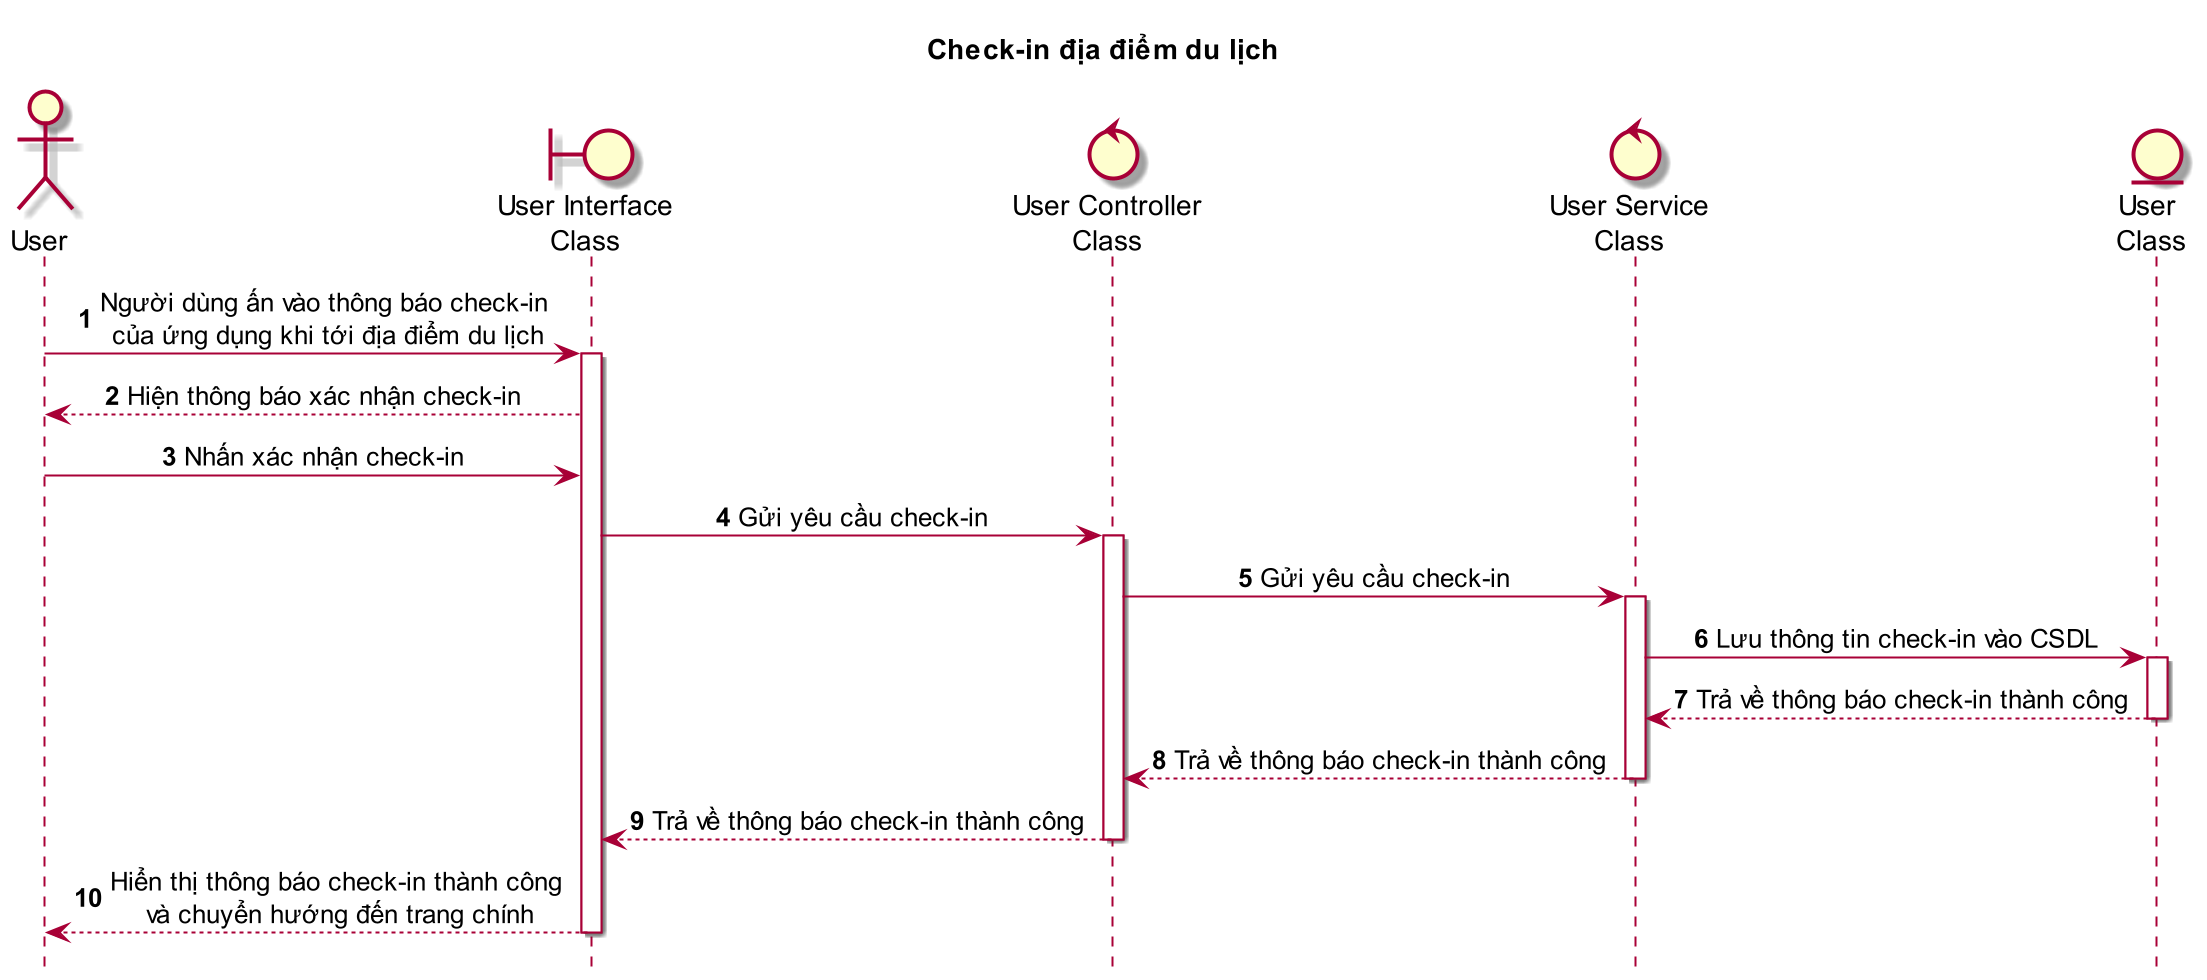 Check-in địa điểm du lịch
User
User Interface
Class
User Controller
Class
User Service
Class
User
Class
1 Người dùng ấn vào thông báo check-in
của ứng dụng khi tới địa điểm du lịch
2 Hiện thông báo xác nhận check-in
3 Nhấn xác nhận check-in
4 Gửi yêu cầu check-in
5 Gửi yêu cầu check-in
6 Lưu thông tin check-in vào CSDL
7 Trả về thông báo check-in thành công
8 Trả về thông báo check-in thành công
9 Trả về thông báo check-in thành công
10 Hiển thị thông báo check-in thành công
và chuyển hướng đến trang chính